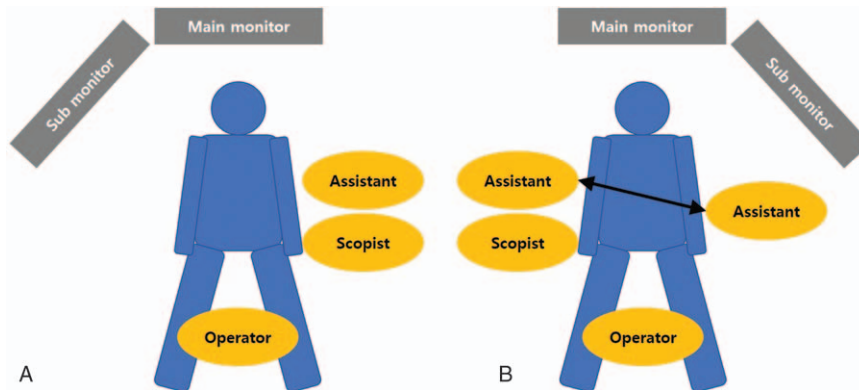 Main monitor
Sub monitor
Assistant
Scopist
Operator
A
Main monitor
Sub monitor
Assistant
Assistant
Scopist
Operator
B